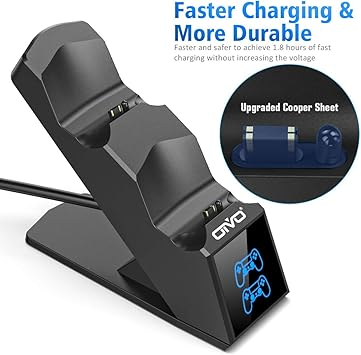 Faster Charging &
More Durable
Faster and safer to achieve 1.8 hours of fast
charging without increasing the voltage
Upgraded Cooper Sheet
OIVO